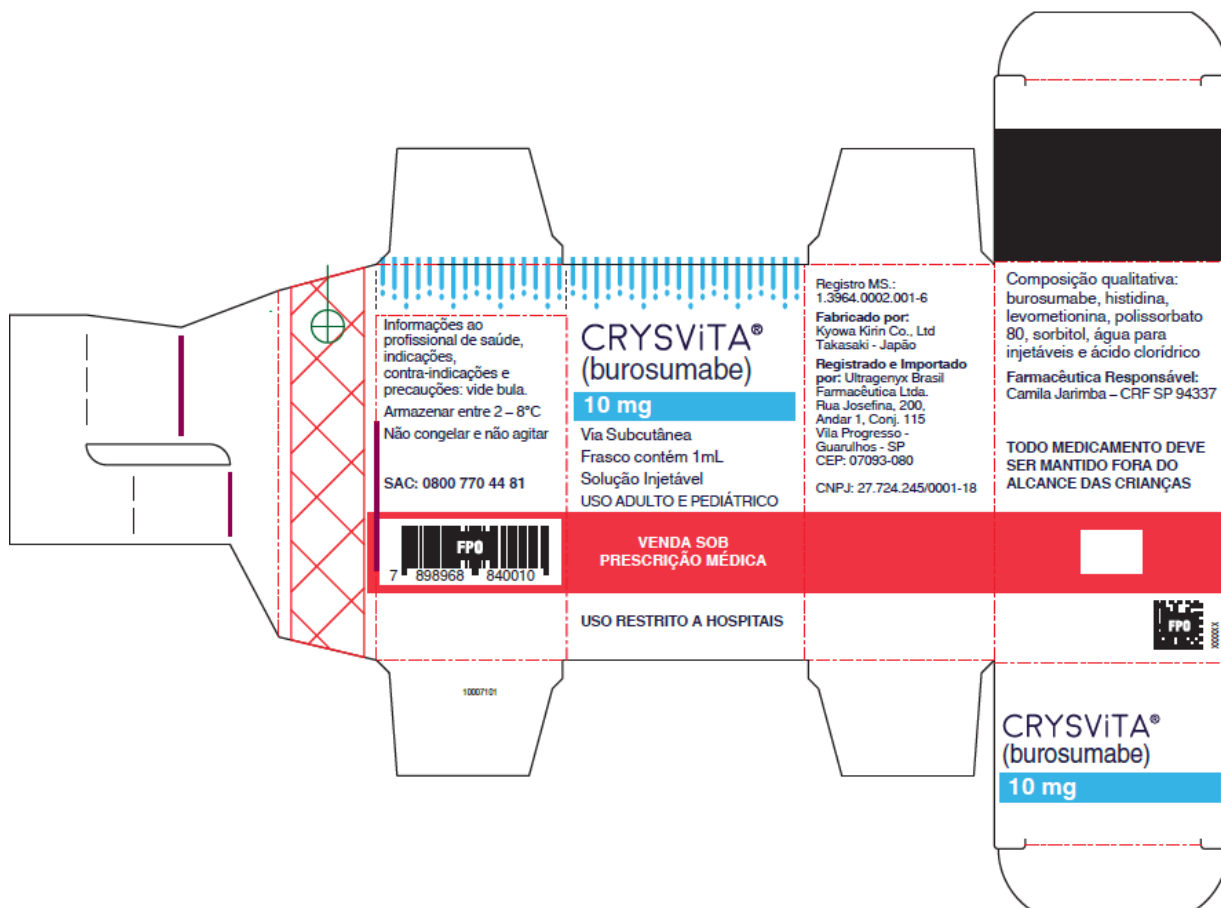 Informações ao
profissional de saúde,
indicações,
contra-indicações e
precauções: vide bula.
Armazenar entre 2 – 8°C
Não congelar e não agitar
SAC: 0800 770 44 81
FPO
7 898968 840010
10007101
CRYSViTA®
(burosumabe)
10 mg
Via Subcutânea
Frasco contém 1mL
Solução Injetável
USO ADULTO E PEDIÁTRICO
VENDA SOB
PRESCRIÇÃO MÉDICA
USO RESTRITO A HOSPITAIS
Registro MS.:
1.3964.0002.001-6
Fabricado por:
Kyowa Kirin Co., Ltd
Takasaki - Japão
Registrado e Importado
por: Ultragenyx Brasil
Farmacêutica Ltda.
Rua Josefina, 200,
Andar 1, Conj. 115
Vila Progresso -
Guarulhos - SP
CEP: 07093-080
CNPJ: 27.724.245/0001-18
Composição qualitativa:
burosumabe, histidina,
levometionina, polissorbato
80, sorbitol, água para
injetáveis e ácido clorídrico
Farmacêutica Responsável:
Camila Jarimba – CRF SP 94337
TODO MEDICAMENTO DEVE
SER MANTIDO FORA DO
ALCANCE DAS CRIANÇAS
FPO
XXXXXX
CRYSViTA®
(burosumabe)
10 mg